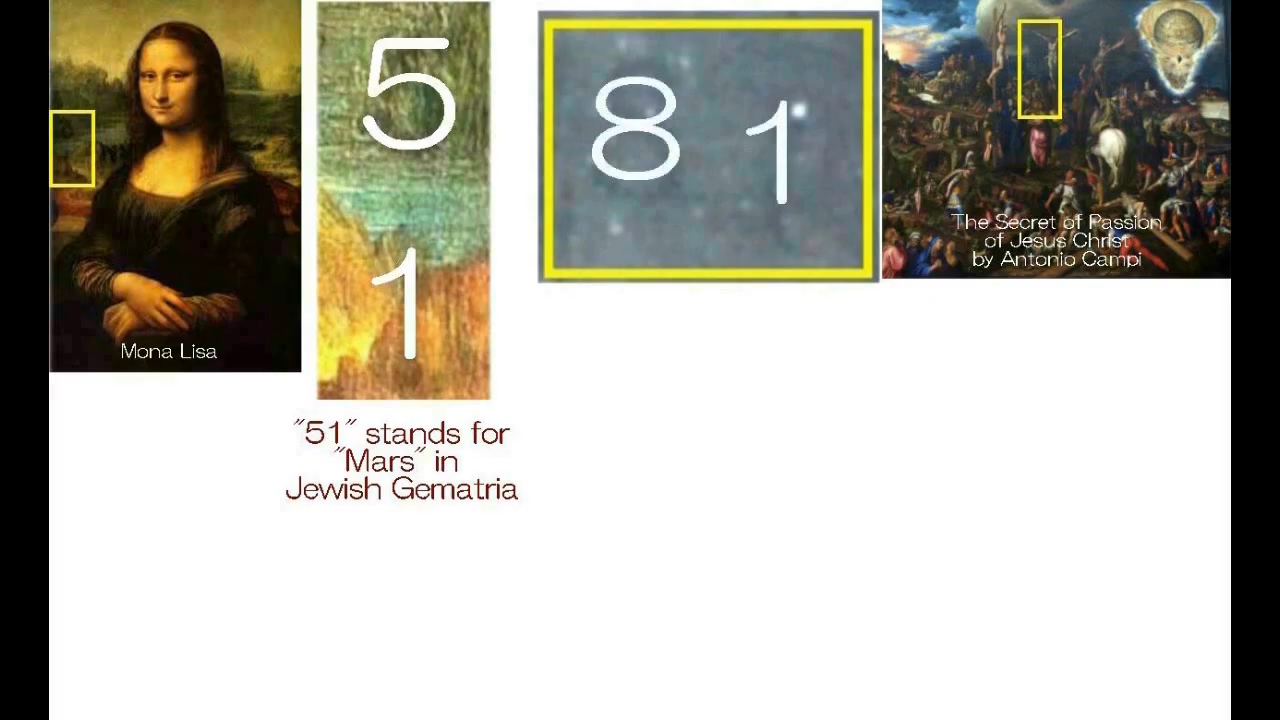 5
1
8 1
Mona Lisa
The Secret of Passion
of Jesus Christ
by Antonio Campi
"51" stands for
"Mars" in
Jewish Gematria